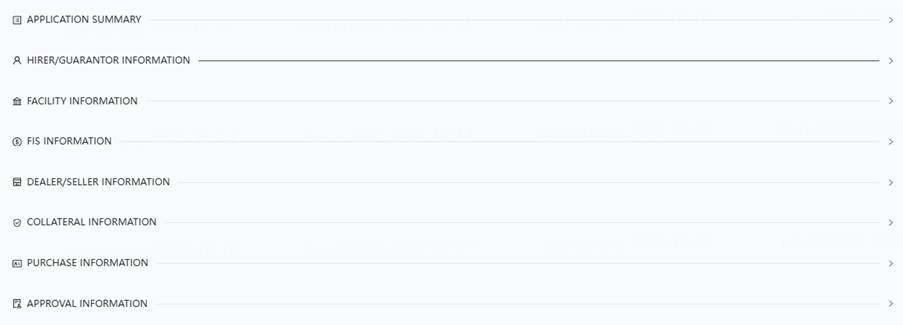 APPLICATION SUMMARY
HIRER/GUARANTOR INFORMATION
FACILITY INFORMATION
FIS INFORMATION
DEALER/SELLER INFORMATION
COLLATERAL INFORMATION
PURCHASE INFORMATION
APPROVAL INFORMATION